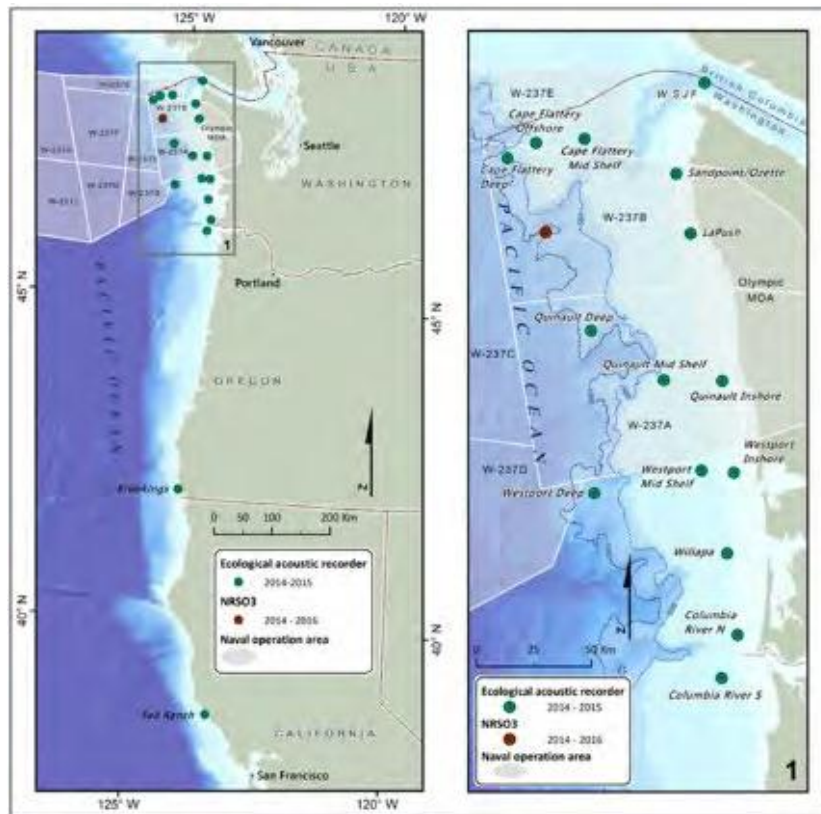 125° W
120° W
Vancouver
CANADA
USA
W-237E
W-237B
Olympic
MOA
W-237F
W-237A
Seattle
WASHINGTON
1
Portland
45° N
45° N
PACIFIC OCEAN
OREGON
Brookings
Z
0 50 100 200 Km
Ecological acoustic recorder
2014-2015
NRSO3
2014 - 2016
Naval operation area
40° N
40° N
Sea Ranch
CALIFORNIA
San Francisco
125° W
120° W
W-237E
Cape Flattery
Offshore
Cape Flattery
Mid Shelf
Cape Flattery
Deep
W SJF
British Columbia
Washington
Sandpoint/Ozette
W-237B
LaPush
PACIFIC OCEAN
Olympic
MOA
Quinault Deep
W-237C
Quinault Mid Shelf
Quinault Inshore
W-237A
Westport
Inshore
W-237D
Westport
Mid Shelf
Westport Deep
Willapa
Z
Columbia
River N
0 25 50 Km
Columbia River S
Ecological acoustic recorder
2014 - 2015
NRSO3
2014 - 2016
Naval operation area
1